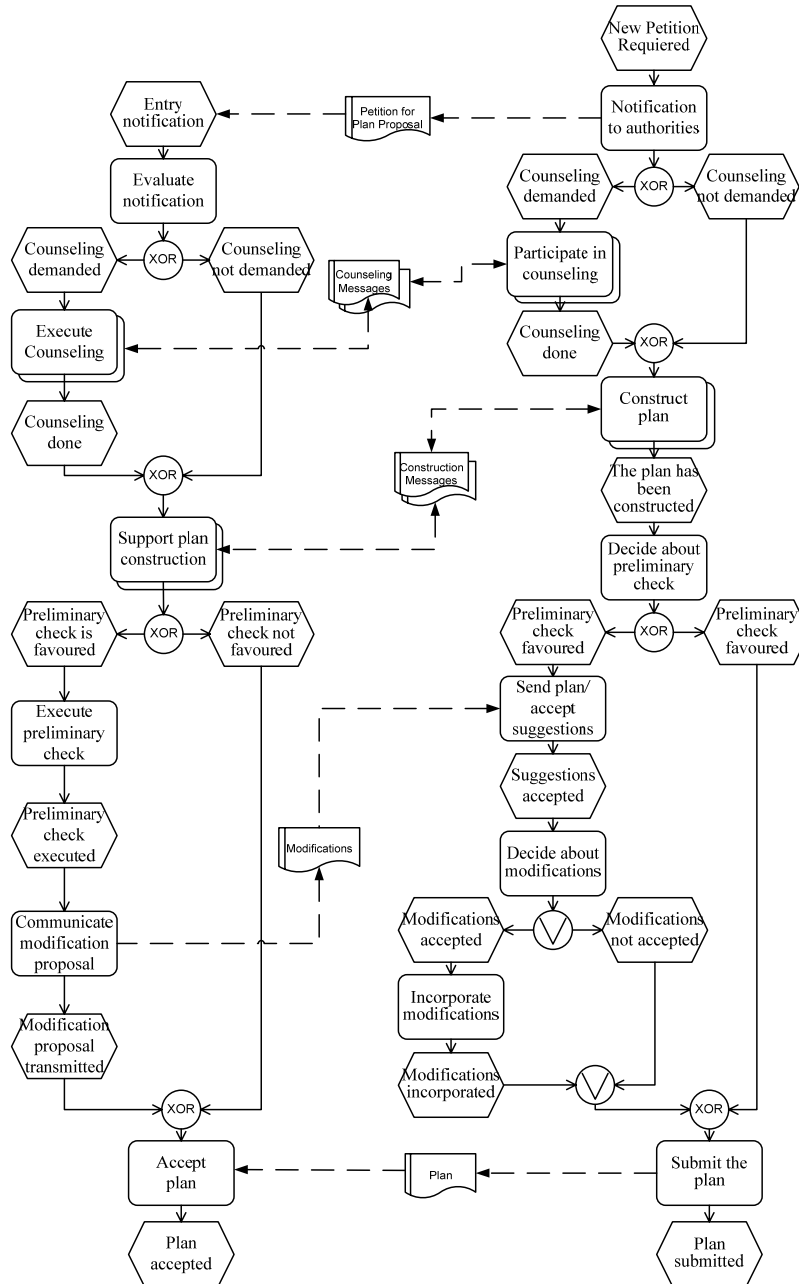 New Petition
Requiered
Entry
notification
Petition for
Plan Proposal
Notification
to authorities
Evaluate
notification
Counseling
demanded
XOR
Counseling
not demanded
Counseling
demanded
XOR
Counseling
not demanded
Counseling
Messages
Participate in
counseling
Execute
Counseling
Counseling
done
XOR
Counseling
done
Construct
plan
XOR
Construction
Messages
The plan has
been
constructed
Support plan
construction
Decide about
preliminary
check
Preliminary
check is
favoured
XOR
Preliminary
check not
favoured
Preliminary
check
favoured
XOR
Preliminary
check
favoured
Execute
preliminary
check
Send plan/
accept
suggestions
Suggestions
accepted
Preliminary
check
executed
Modifications
Decide about
modifications
Communicate
modification
proposal
Modifications
accepted
Modifications
not accepted
Incorporate
modifications
Modification
proposal
transmitted
Modifications
incorporated
XOR
XOR
Accept
plan
Plan
Submit the
plan
Plan
accepted
Plan
submitted